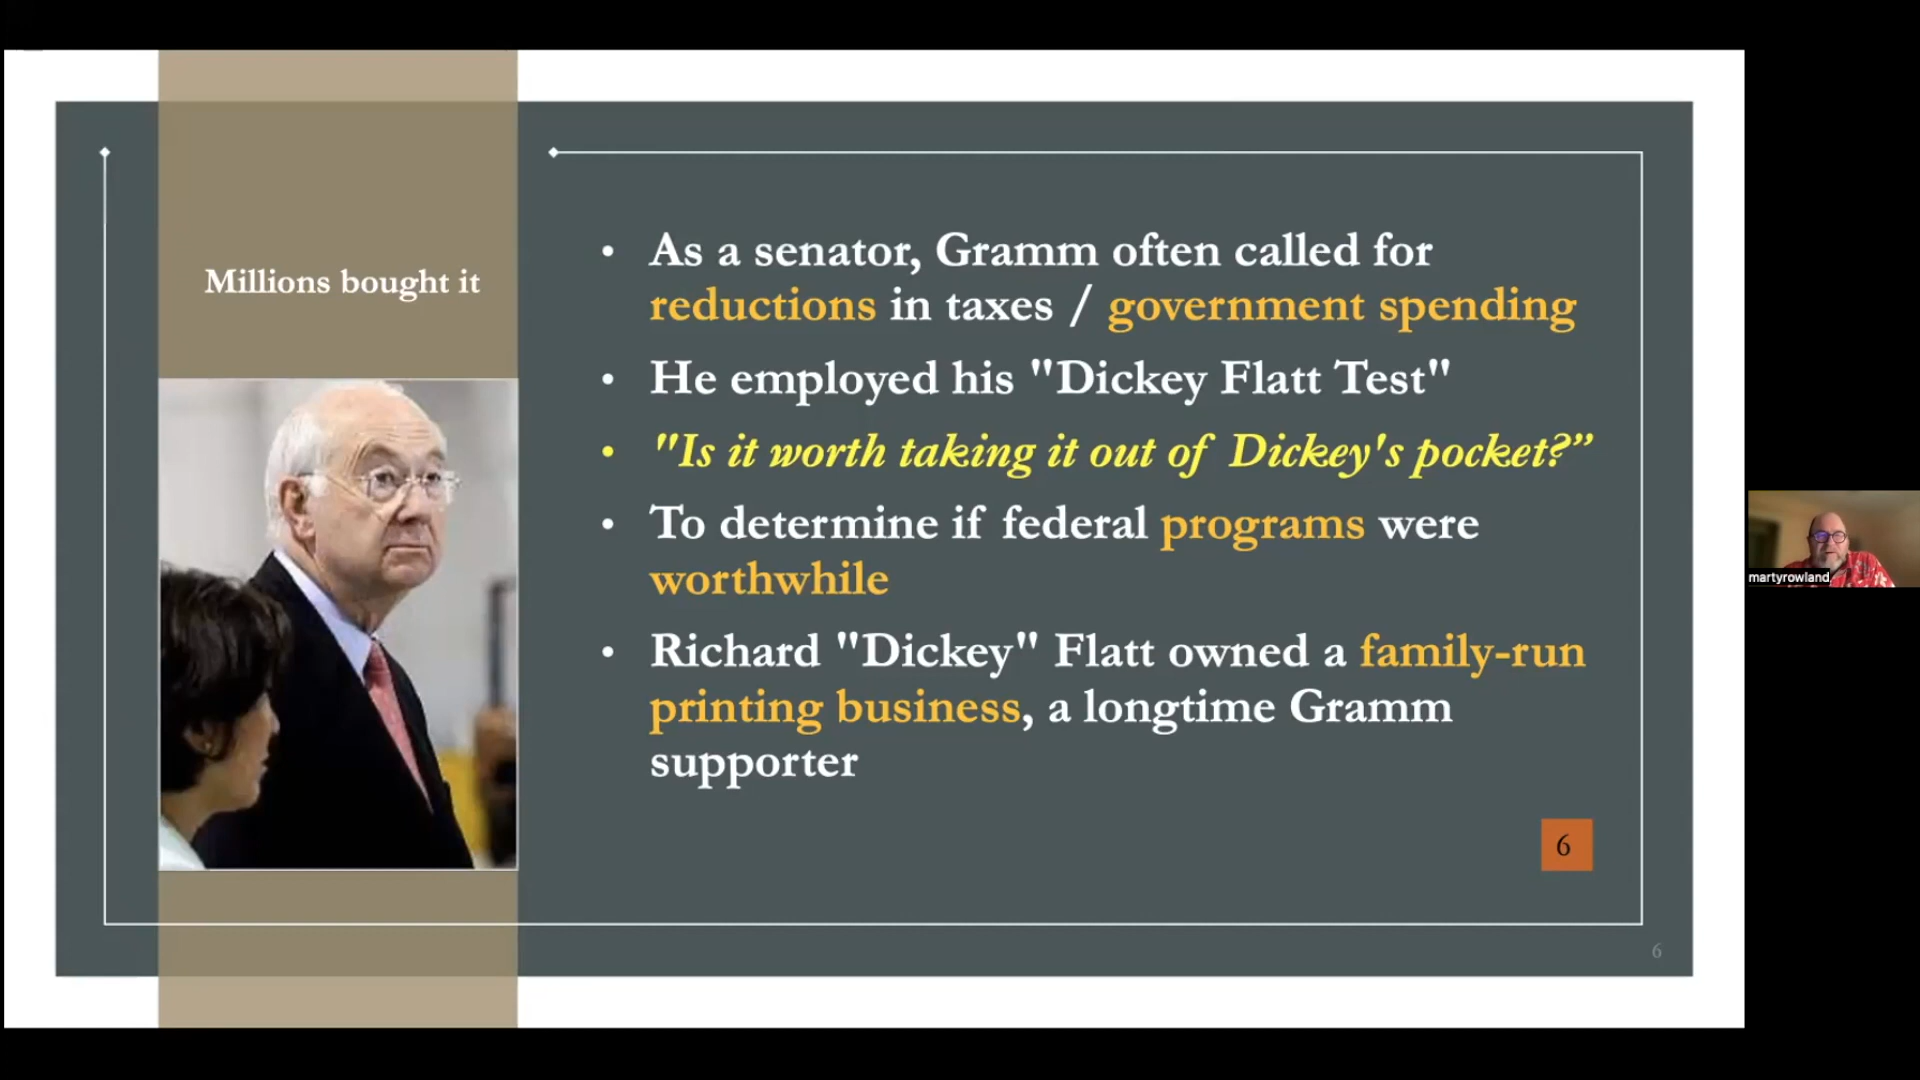 Millions bought it
• As a senator, Gramm often called for
reductions in taxes / government spending
• He employed his "Dickey Flatt Test"
• "Is it worth taking it out of Dickey's pocket?”
• To determine if federal programs were
worthwhile
• Richard "Dickey" Flatt owned a family-run
printing business, a longtime Gramm
supporter
6
6
martyrowland